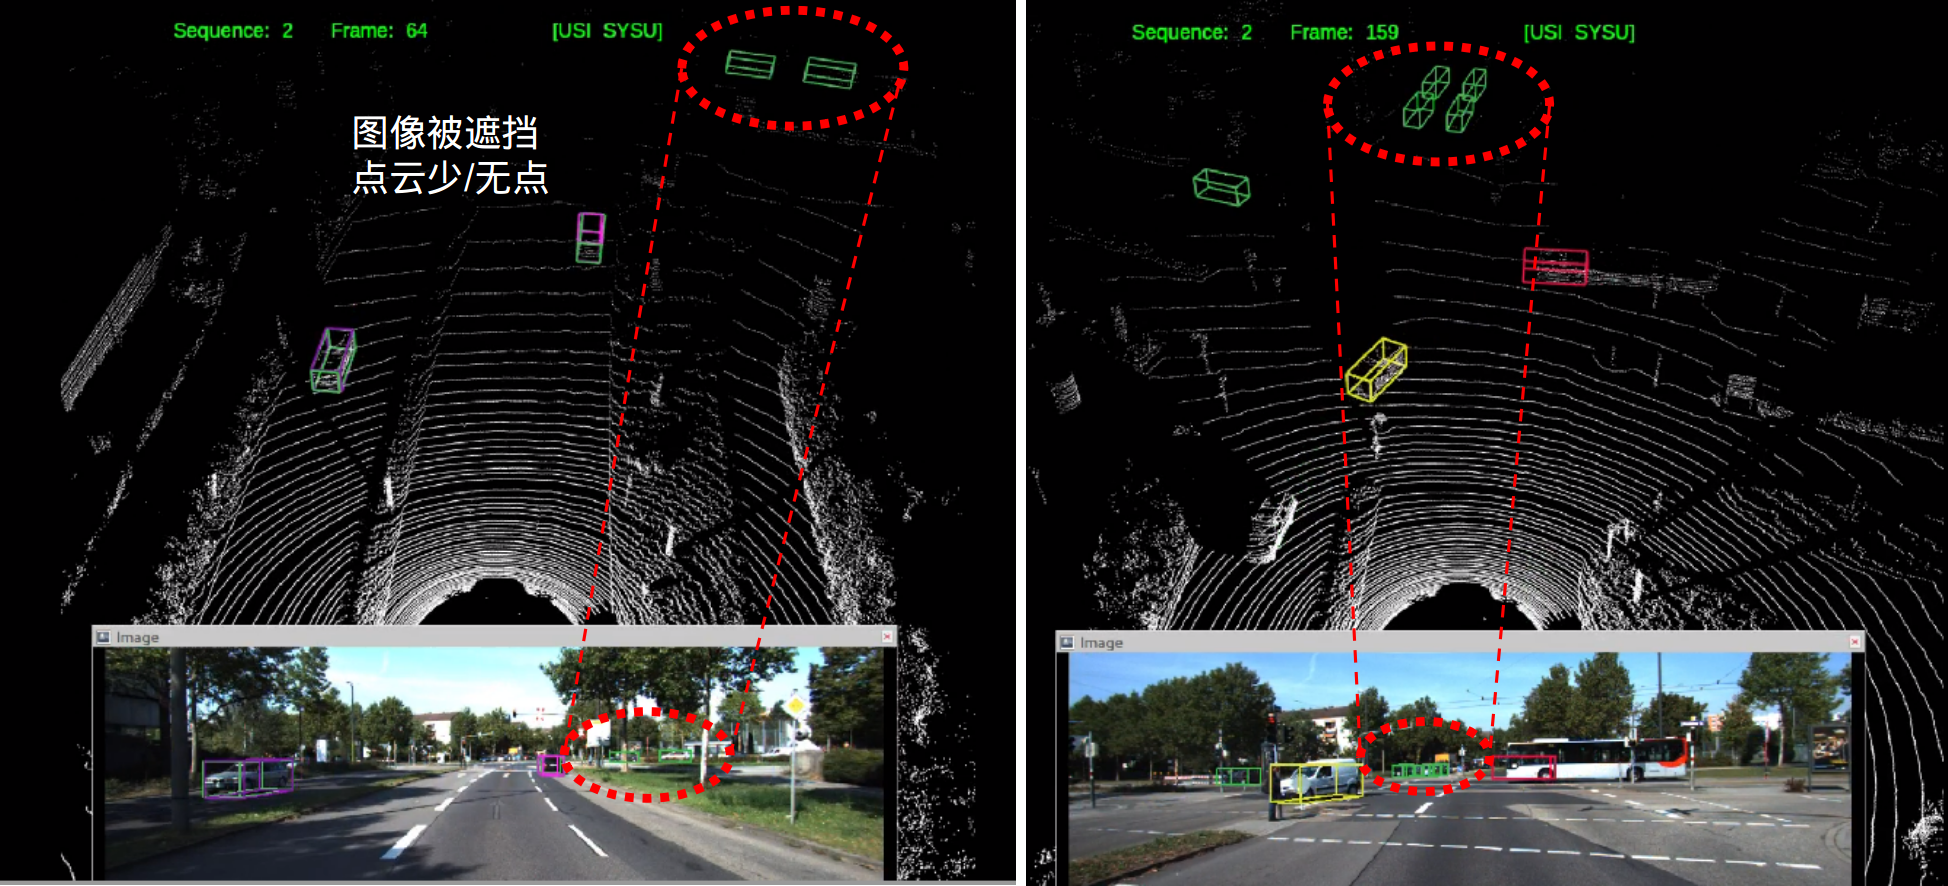 Sequence: 2 Frame: 64 [USI SYSU]
图像被遮挡
点云少/无点
Image
Sequence: 2 Frame: 159 [USI SYSU]
Image